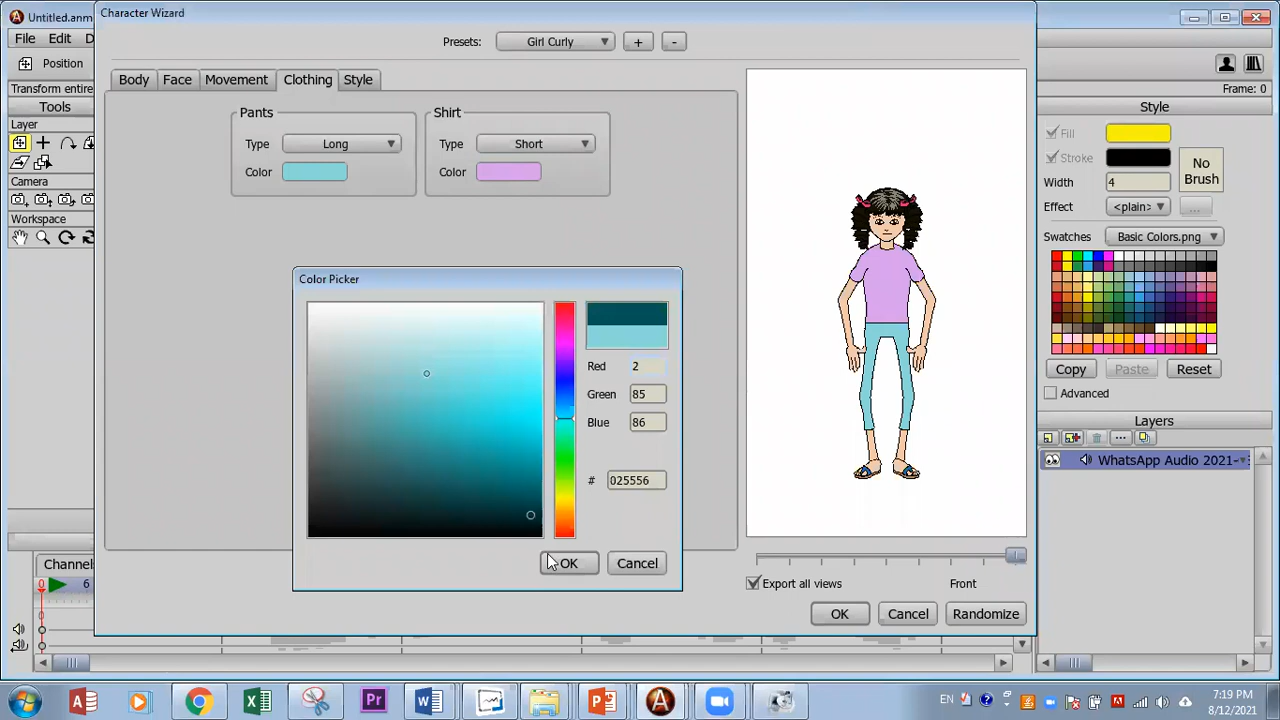 Untitled.anm
Character Wizard
File Edit D
Presets: Girl Curly + -
Position
Frame: 0
Body Face Movement Clothing Style
Transform entire
Tools
Style
Layer
Pants
Type Long
Color
Shirt
Type Short
Color
Fill
Stroke
No Brush
Width 4
Effect <plain> ...
Camera
Workspace
Swatches Basic Colors.png
Color Picker
Red 2
Green 85
Blue 86
# 025556
OK Cancel
Copy Paste Reset
Advanced
Layers
...
WhatsApp Audio 2021-
Channels
0 6
Export all views Front
OK Cancel Randomize
EN
7:19 PM
8/12/2021